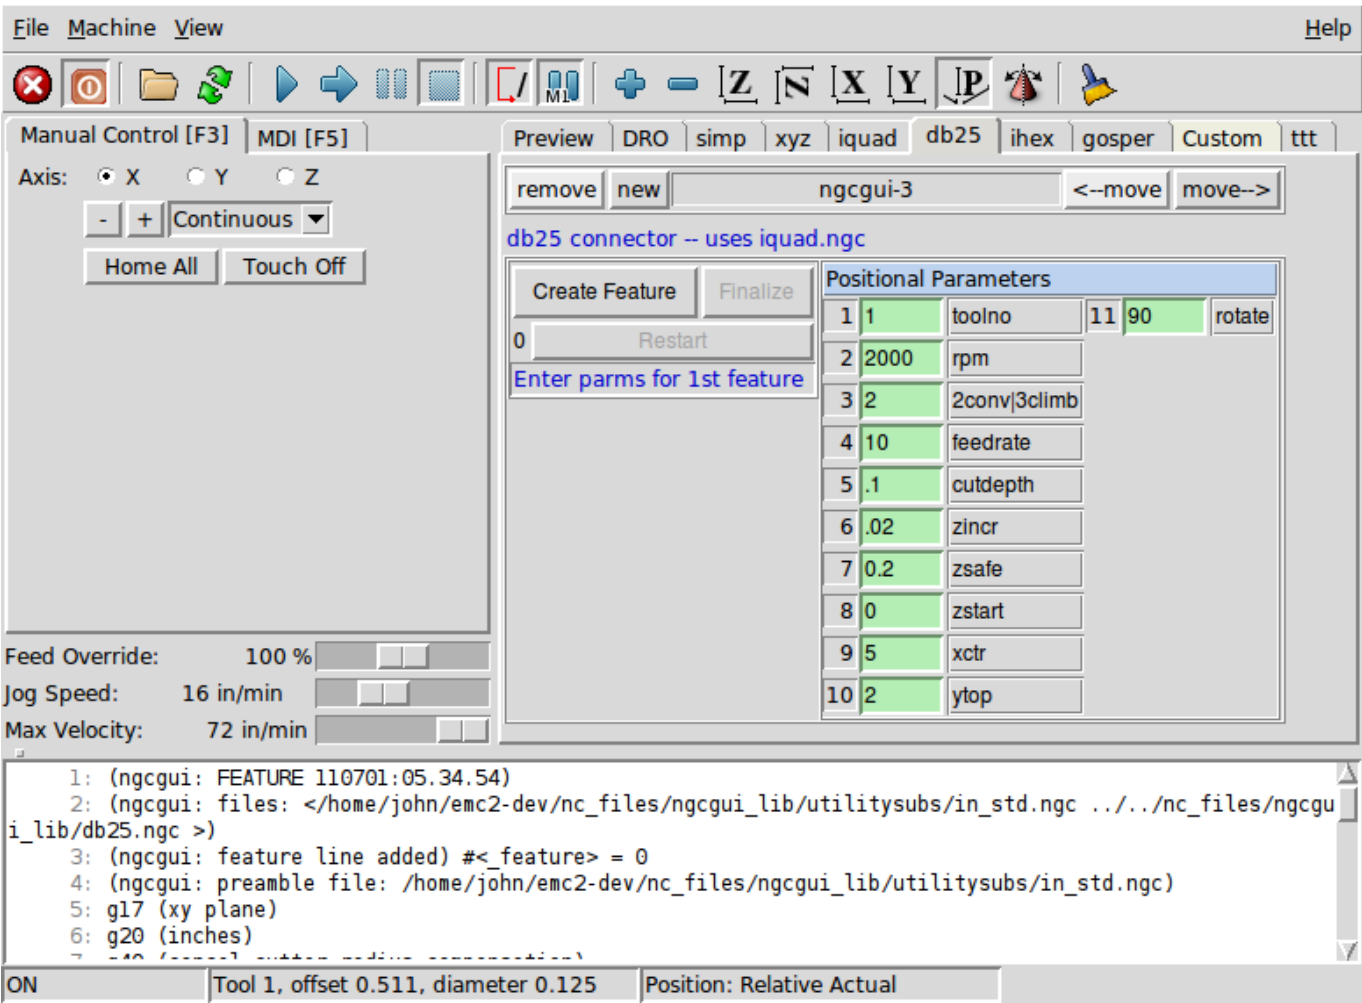 File Machine View Help
M1 Z N X Y P
Manual Control [F3] MDI [F5] Preview DRO simp xyz iquad db25 ihex gosper Custom ttt
Axis: X Y Z
remove new ngcgui-3 <--move move-->
- + Continuous
db25 connector -- uses iquad.ngc
Home All Touch Off
Create Feature Finalize
0 Restart
Enter parms for 1st feature
Positional Parameters
1 1 toolno 11 90 rotate
2 2000 rpm
3 2 2conv|3climb
4 10 feedrate
5 .1 cutdepth
6 .02 zincr
7 0.2 zsafe
8 0 zstart
9 5 xctr
10 2 ytop
Feed Override: 100 %
Jog Speed: 16 in/min
Max Velocity: 72 in/min
1: (ngcgui: FEATURE 110701:05.34.54)
2: (ngcgui: files: </home/john/emc2-dev/nc_files/ngcgui_lib/utilitysubs/in_std.ngc ../../nc_files/ngcgu
i_lib/db25.ngc >)
3: (ngcgui: feature line added) #<_feature> = 0
4: (ngcgui: preamble file: /home/john/emc2-dev/nc_files/ngcgui_lib/utilitysubs/in_std.ngc)
5: g17 (xy plane)
6: g20 (inches)
7: g40 (cancel cutter radius compensation)
ON Tool 1, offset 0.511, diameter 0.125 Position: Relative Actual